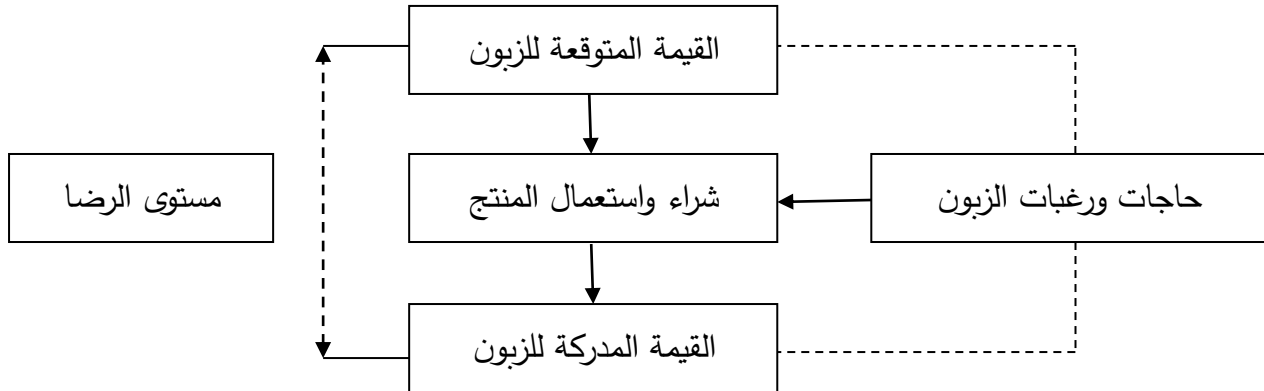 القيمة المتوقعة للزبون
حاجات ورغبات الزبون
شراء واستعمال المنتج
مستوى الرضا
القيمة المدركة للزبون